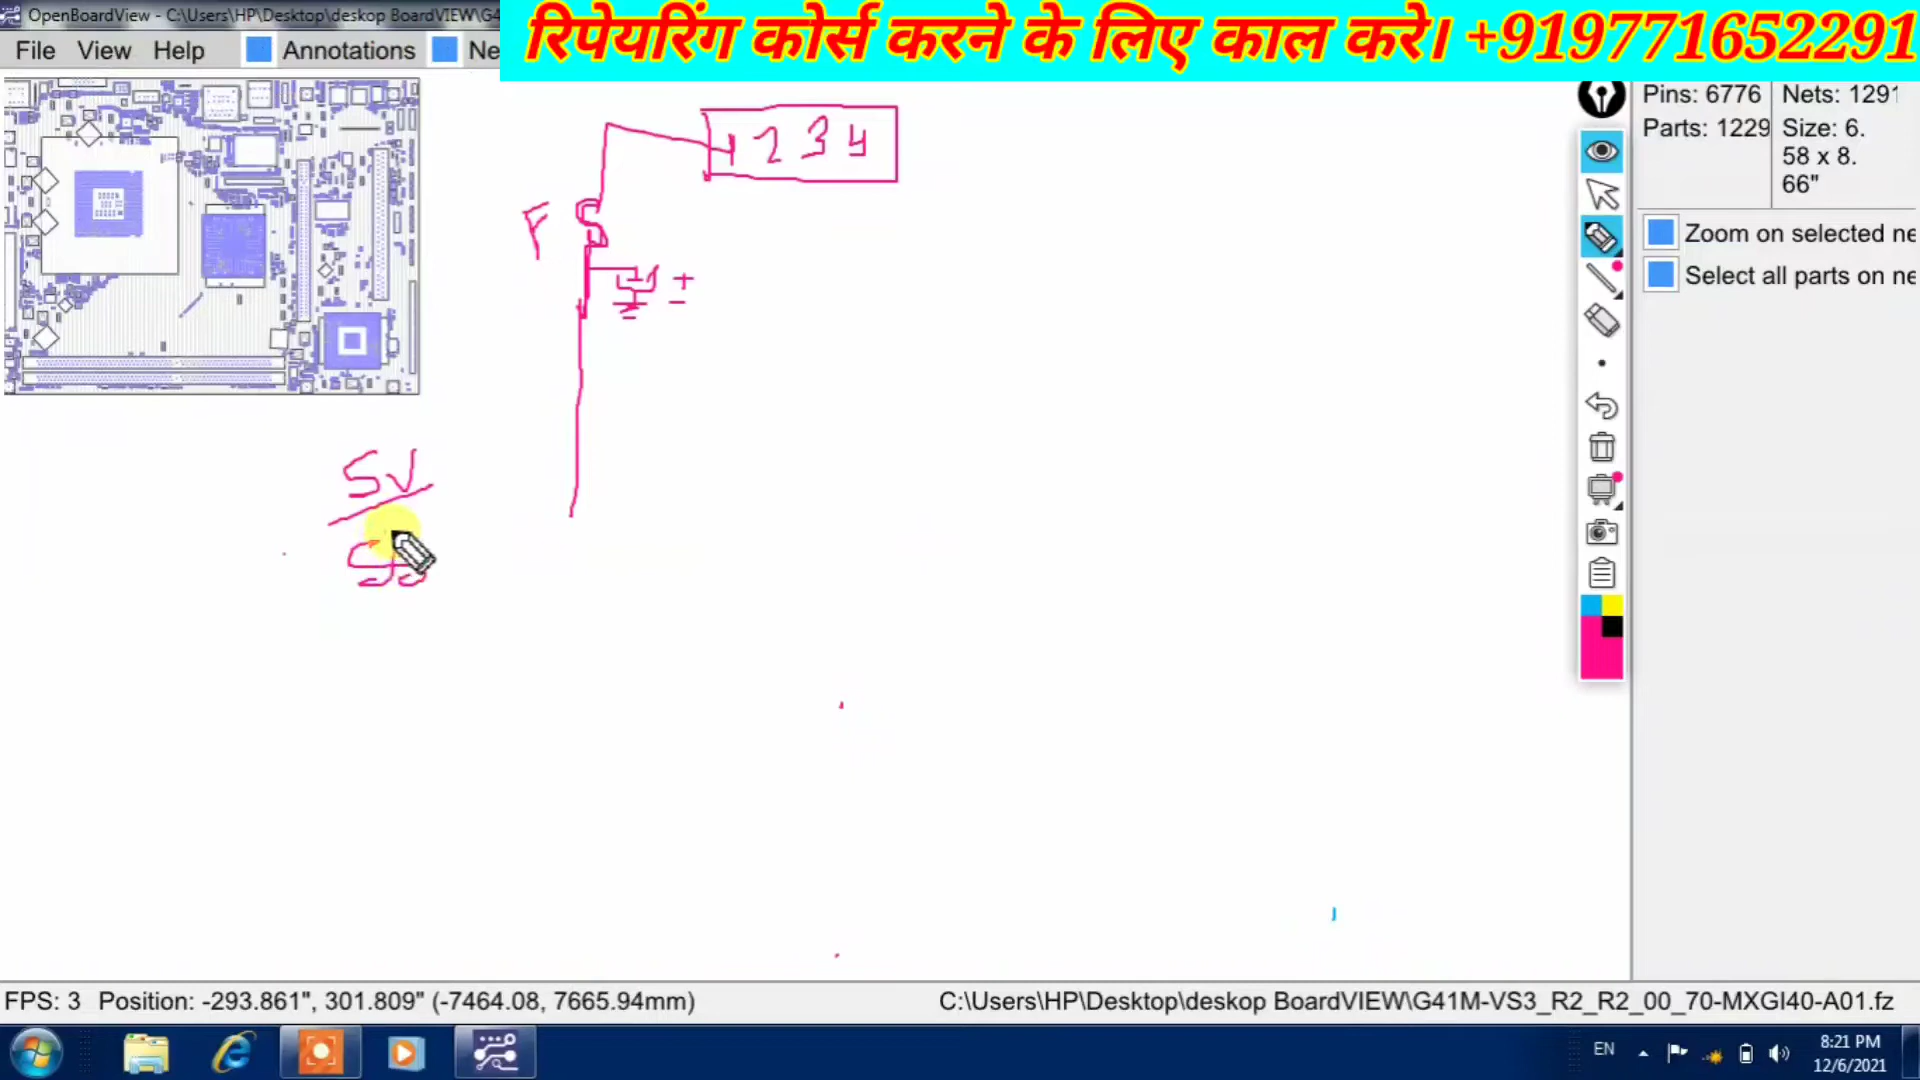 OpenBoardView - C:\Users\HP\Desktop\deskop BoardVIEW\G4
रिपेयरिंग कोर्स करने के लिए काल करे। +919771652291
File View Help Annotations Ne
Pins: 6776
Nets: 1291
Parts: 1229
Size: 6.
58 x 8.
66"
Zoom on selected ne
Select all parts on ne
1 2 3 4
F
+
-
5V
FPS: 3 Position: -293.861", 301.809" (-7464.08, 7665.94mm)
C:\Users\HP\Desktop\deskop BoardVIEW\G41M-VS3_R2_R2_00_70-MXGI40-A01.fz
EN
8:21 PM
12/6/2021